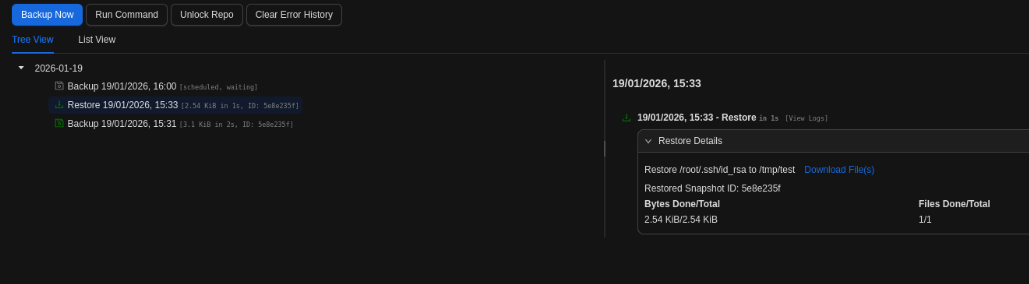 Backup Now Run Command Unlock Repo Clear Error History
Tree View List View
2026-01-19
Backup 19/01/2026, 16:00 [scheduled, waiting]
Restore 19/01/2026, 15:33 [2.54 KiB in 1s, ID: 5e8e235f]
Backup 19/01/2026, 15:31 [3.1 KiB in 2s, ID: 5e8e235f]
19/01/2026, 15:33
19/01/2026, 15:33 - Restore in 1s [View Logs]
Restore Details
Restore /root/.ssh/id_rsa to /tmp/test Download File(s)
Restored Snapshot ID: 5e8e235f
Bytes Done/Total Files Done/Total
2.54 KiB/2.54 KiB 1/1